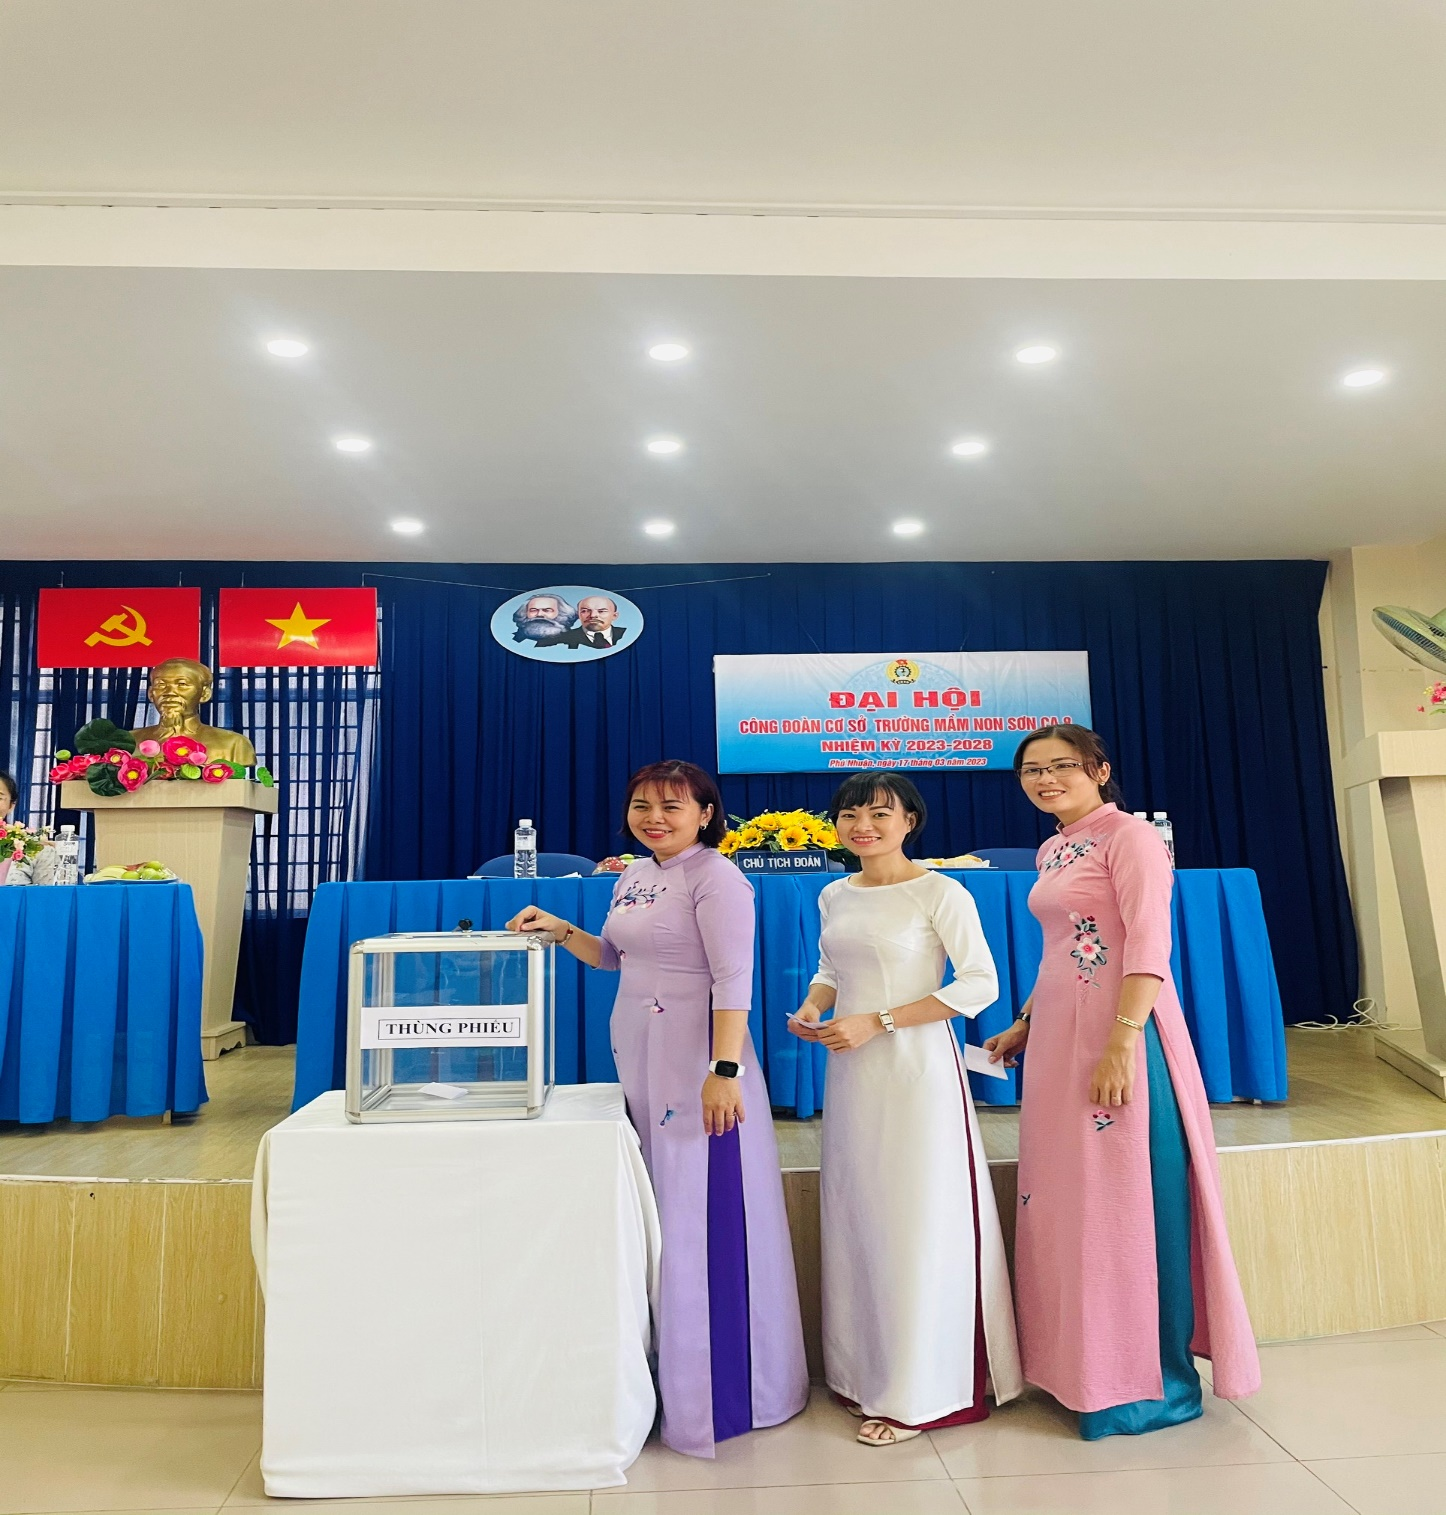 ĐẠI HỘI
CÔNG ĐOÀN CƠ SỞ TRƯỜNG MẦM NON SƠN CA 8
NHIỆM KỲ 2023-2028
Phú Nhuận, ngày 17 tháng 03 năm 2023
CHỦ TỊCH ĐOÀN
THÙNG PHIẾU